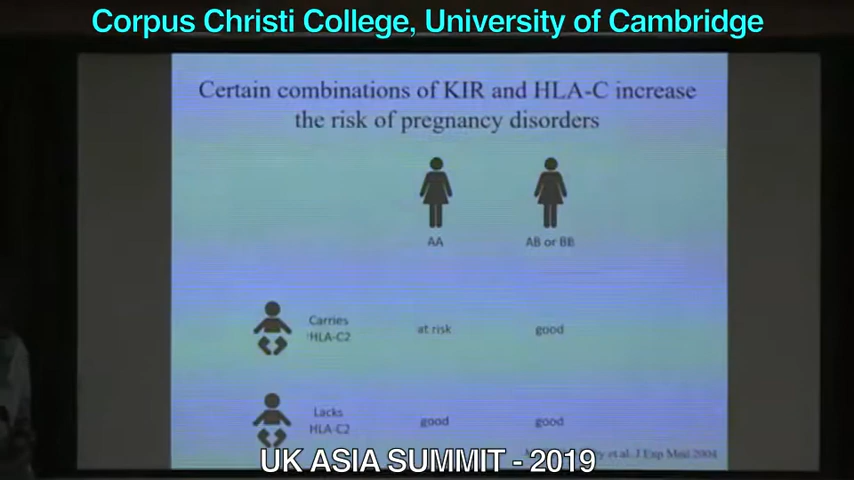 Corpus Christi College, University of Cambridge
Certain combinations of KIR and HLA-C increase
the risk of pregnancy disorders
AA
AB or BB
Carries
HLA-C2
at risk
good
Lacks
HLA-C2
good
good
et al. J Exp Med 2004
UK ASIA SUMMIT - 2019